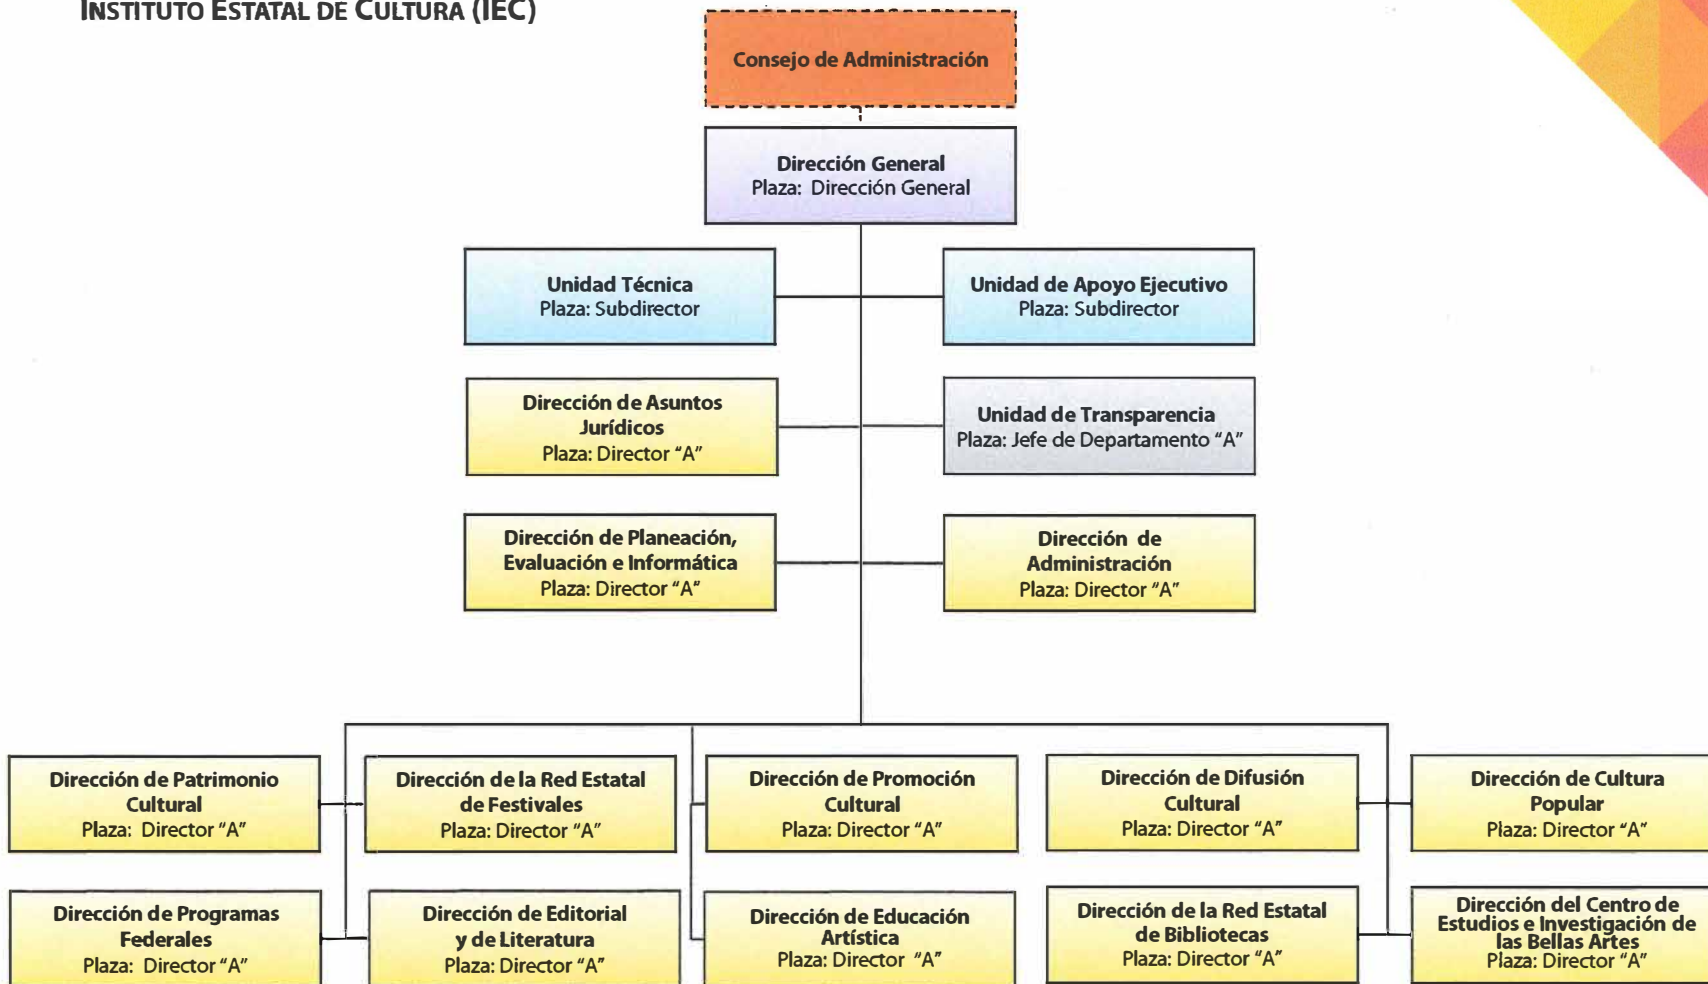 INSTITUTO ESTATAL DE CULTURA (IEC)
Consejo de Administración
Dirección General
Plaza: Dirección General
Unidad Técnica
Plaza: Subdirector
Unidad de Apoyo Ejecutivo
Plaza: Subdirector
Dirección de Asuntos
Jurídicos
Plaza: Director "A"
Unidad de Transparencia
Plaza: Jefe de Departamento "A"
Dirección de Planeación,
Evaluación e Informática
Plaza: Director "A"
Dirección de
Administración
Plaza: Director "A"
Dirección de Patrimonio
Cultural
Plaza: Director "A"
Dirección de la Red Estatal
de Festivales
Plaza: Director "A"
Dirección de Promoción
Cultural
Plaza: Director "A"
Dirección de Difusión
Cultural
Plaza: Director "A"
Dirección de Cultura
Popular
Plaza: Director "A"
Dirección de Programas
Federales
Plaza: Director "A"
Dirección de Editorial
y de Literatura
Plaza: Director "A"
Dirección de Educación
Artística
Plaza: Director "A"
Dirección de la Red Estatal
de Bibliotecas
Plaza: Director "A"
Dirección del Centro de
Estudios e Investigación de
las Bellas Artes
Plaza: Director "A"